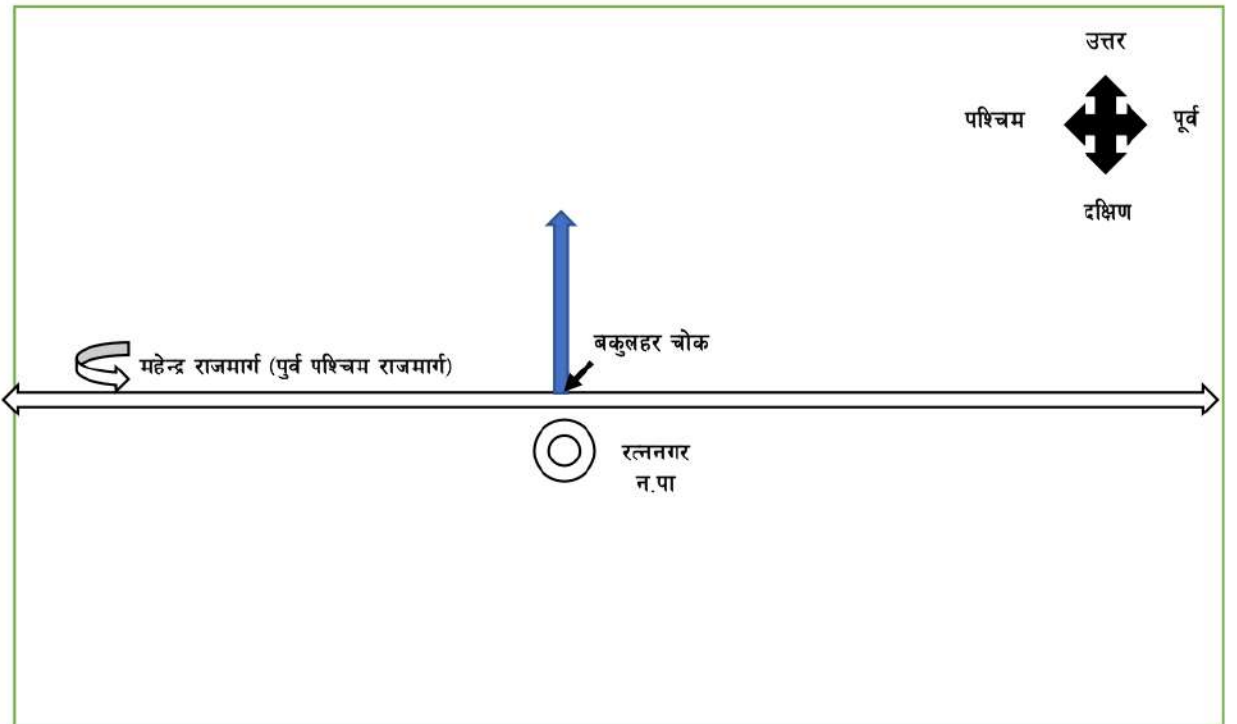 उत्तर
पश्चिम
पूर्व
दक्षिण
बकुलहर चोक
महेन्द्र राजमार्ग (पुर्व पश्चिम राजमार्ग)
रत्ननगर
न.पा